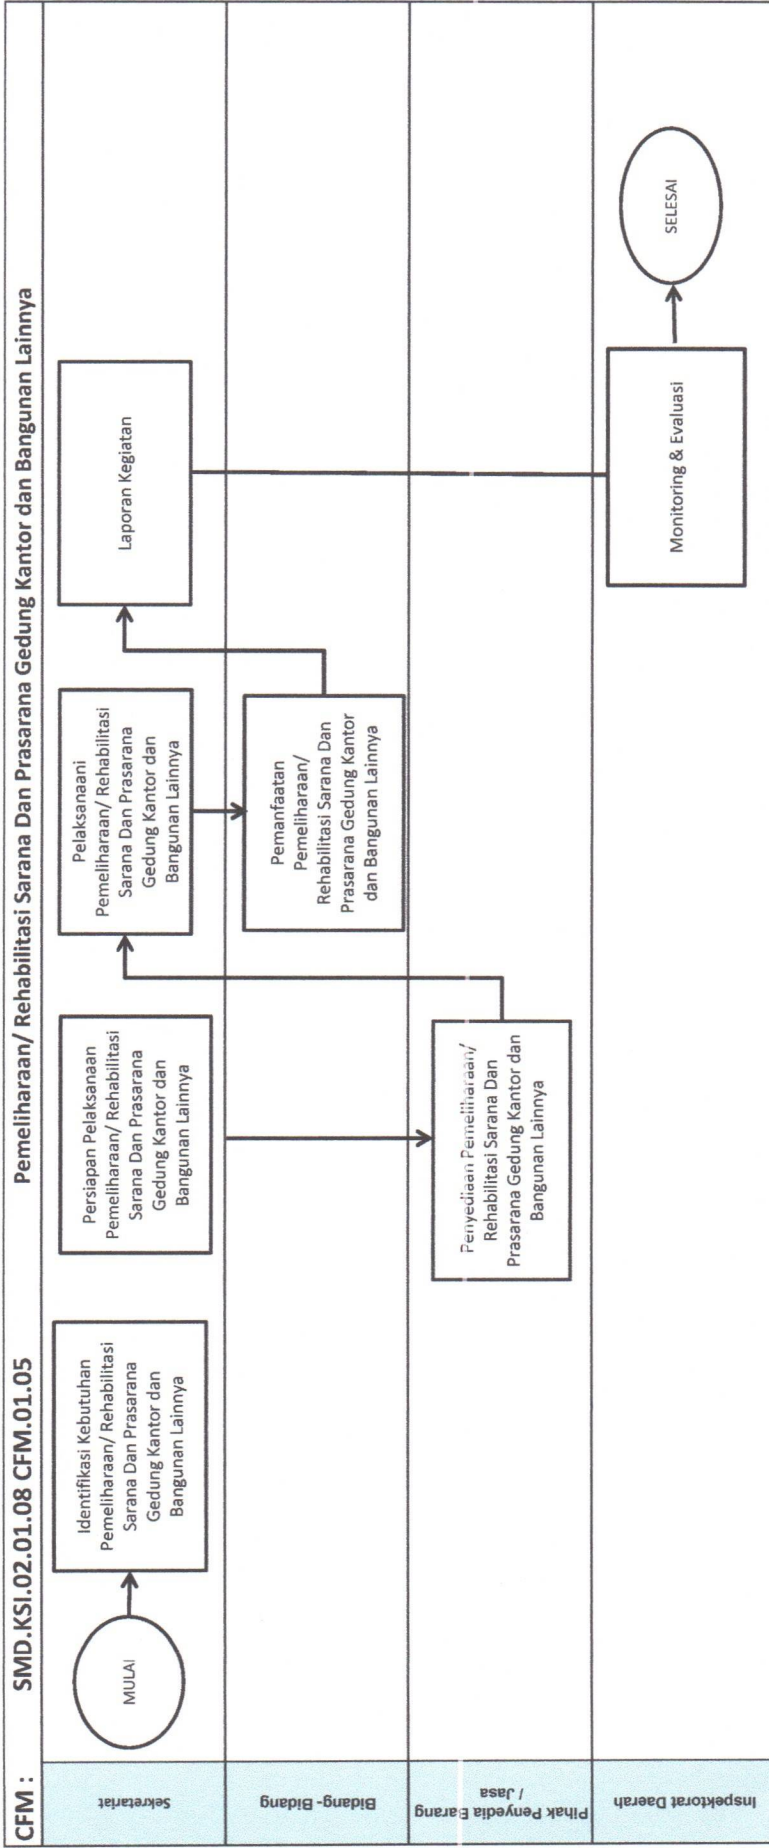 CFM : SMD.KSI.02.01.08 CFM.01.05 Pemeliharaan/ Rehabilitasi Sarana Dan Prasarana Gedung Kantor dan Bangunan Lainnya
Sekretariat
MULAI
Identifikasi Kebutuhan
Pemeliharaan/ Rehabilitasi
Sarana Dan Prasarana
Gedung Kantor dan
Bangunan Lainnya
Persiapan Pelaksanaan
Pemeliharaan/ Rehabilitasi
Sarana Dan Prasarana
Gedung Kantor dan
Bangunan Lainnya
Pelaksanaani
Pemeliharaan/ Rehabilitasi
Sarana Dan Prasarana
Gedung Kantor dan
Bangunan Lainnya
Laporan Kegiatan
Bidang-Bidang
Pemanfaatan
Pemeliharaan/
Rehabilitasi Sarana Dan
Prasarana Gedung Kantor
dan Bangunan Lainnya
Pihak Penyedia Barang
/ Jasa
Penyediaan Pemeliharaan/
Rehabilitasi Sarana Dan
Prasarana Gedung Kantor dan
Bangunan Lainnya
Inspektorat Daerah
Monitoring & Evaluasi
SELESAI